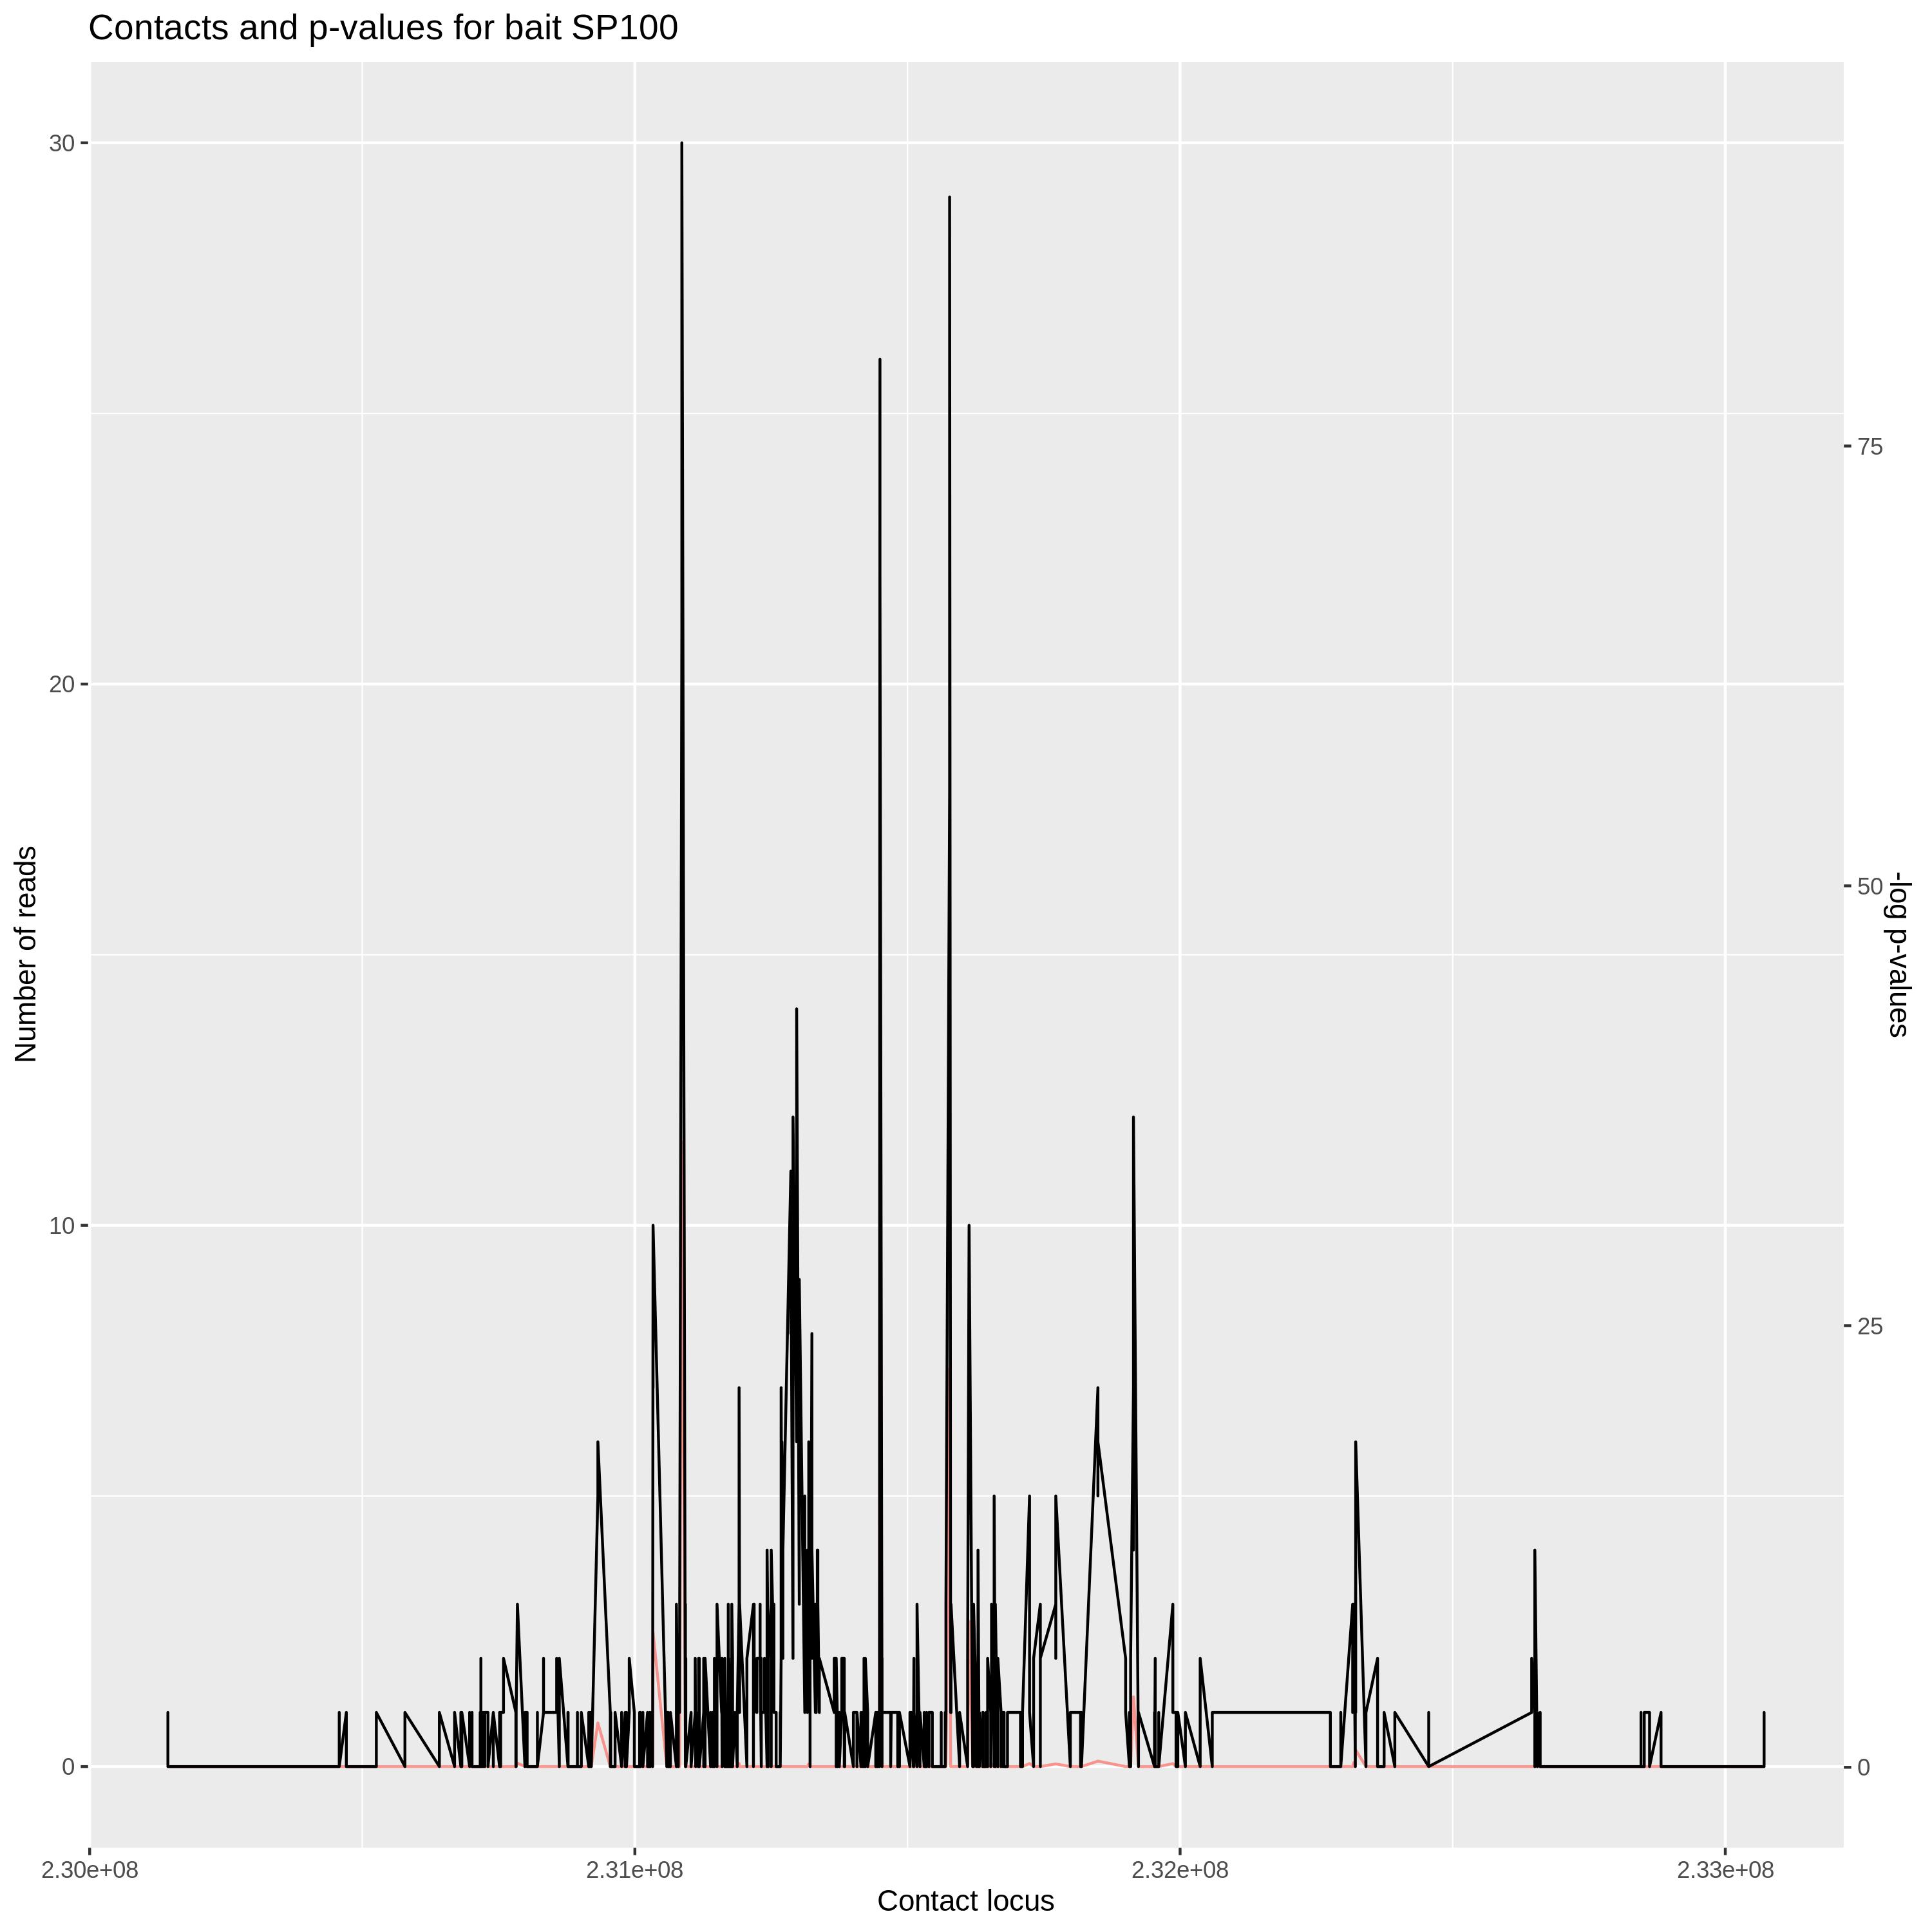 Contacts and p-values for bait SP100
30
20
10
0
Number of reads
75
50
25
0
-log p-values
2.30e+08
2.31e+08
2.32e+08
2.33e+08
Contact locus